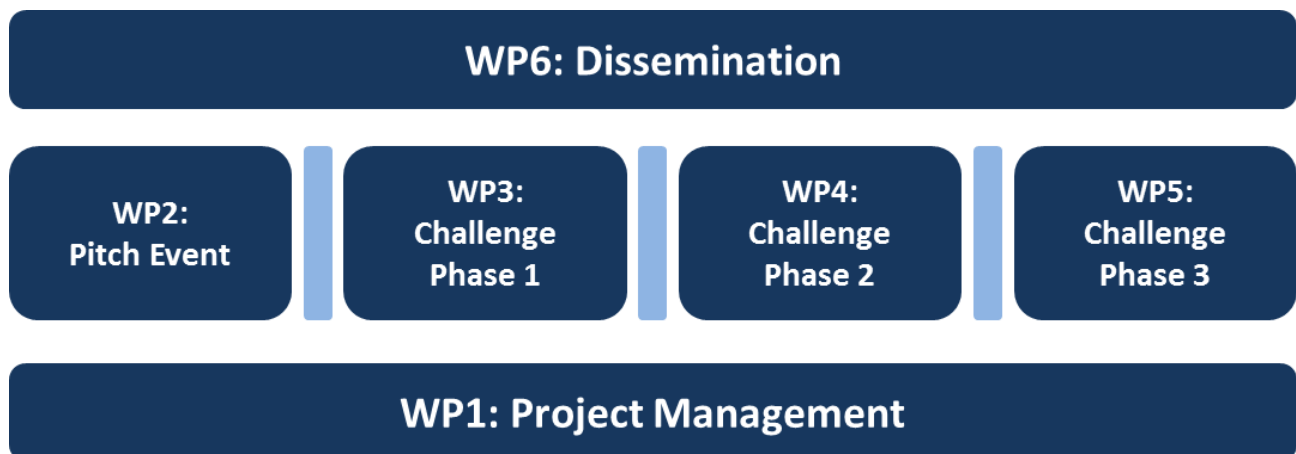 WP6: Dissemination
WP2:
Pitch Event
WP3:
Challenge
Phase 1
WP4:
Challenge
Phase 2
WP5:
Challenge
Phase 3
WP1: Project Management